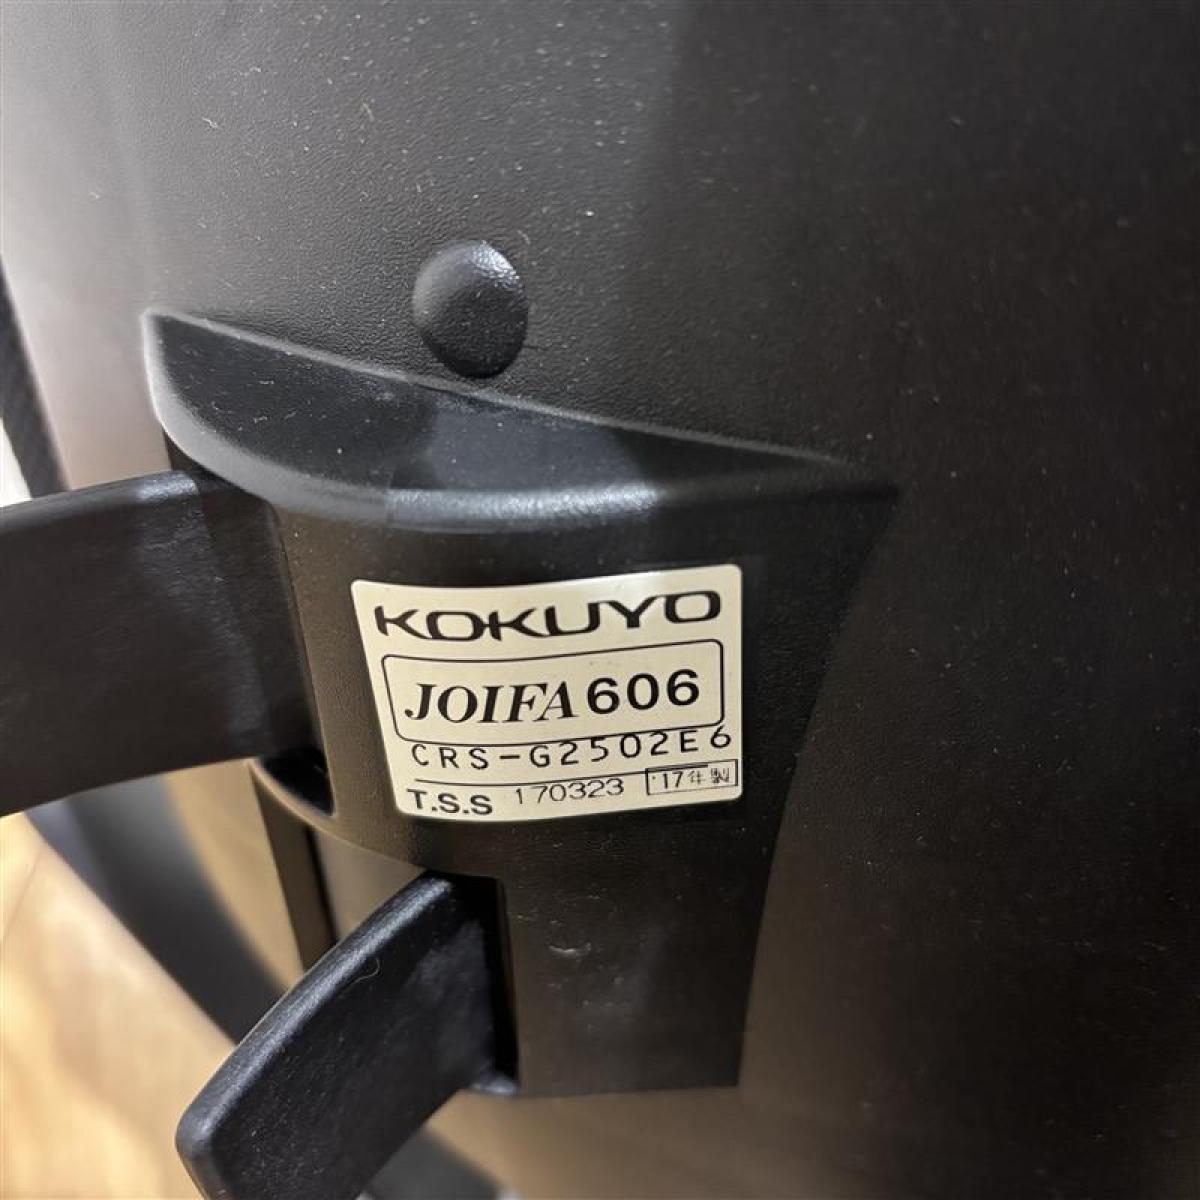 KOKUYO
JOIFA606
CRS-G2502E6
T.S.S 170323 '17年製